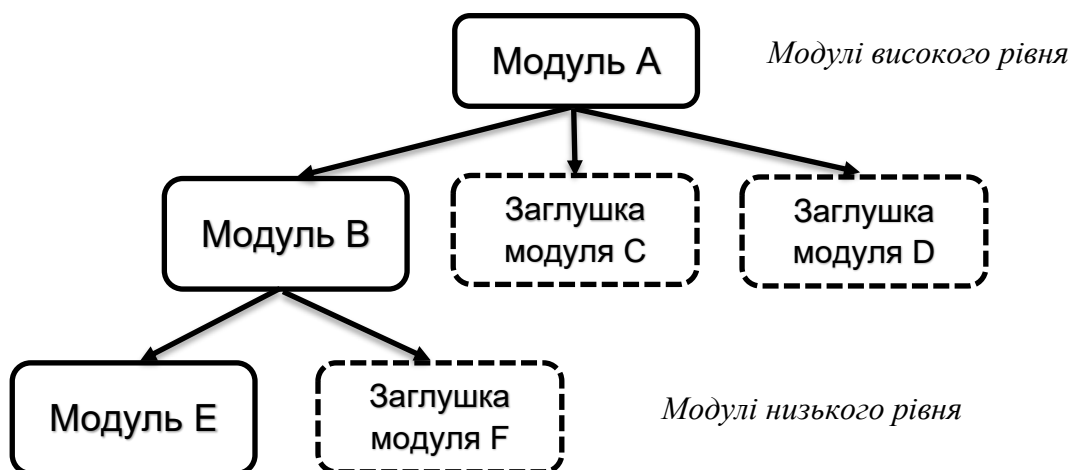 Модуль А
Модулі високого рівня
Модуль В
Заглушка
модуля С
Заглушка
модуля D
Модуль Е
Заглушка
модуля F
Модулі низького рівня